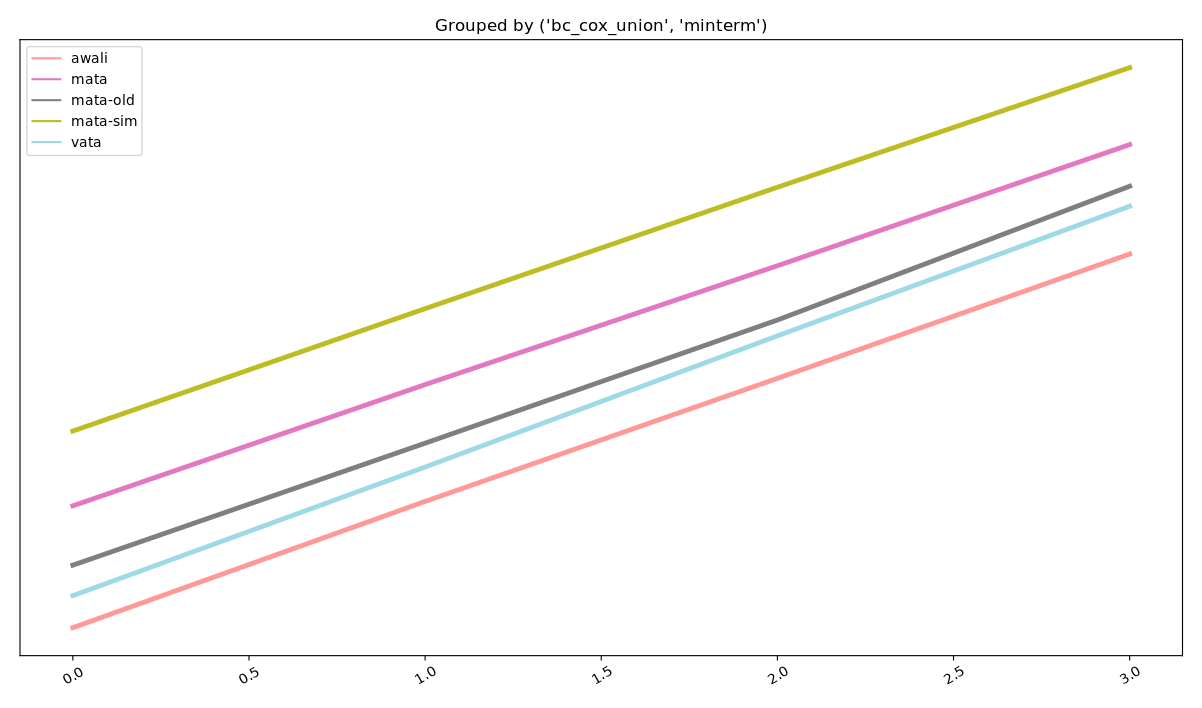 Grouped by ('bc_cox_union', 'minterm')
awali
mata
mata-old
mata-sim
vata
0.0 0.5 1.0 1.5 2.0 2.5 3.0